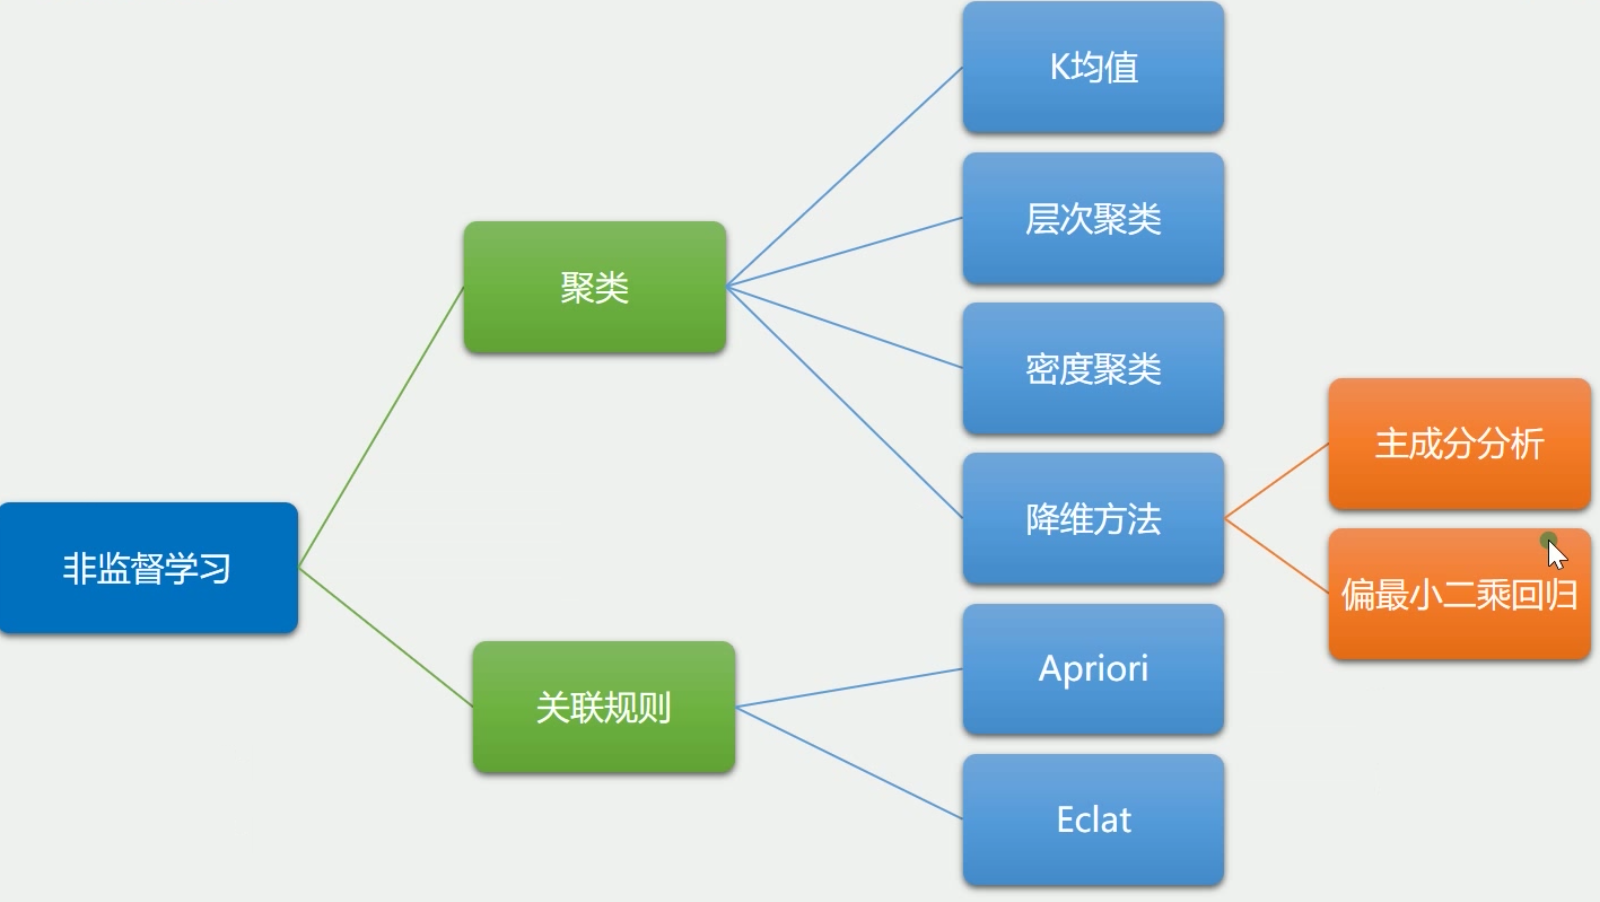 非监督学习
聚类
关联规则
K均值
层次聚类
密度聚类
降维方法
Apriori
Eclat
主成分分析
偏最小二乘回归